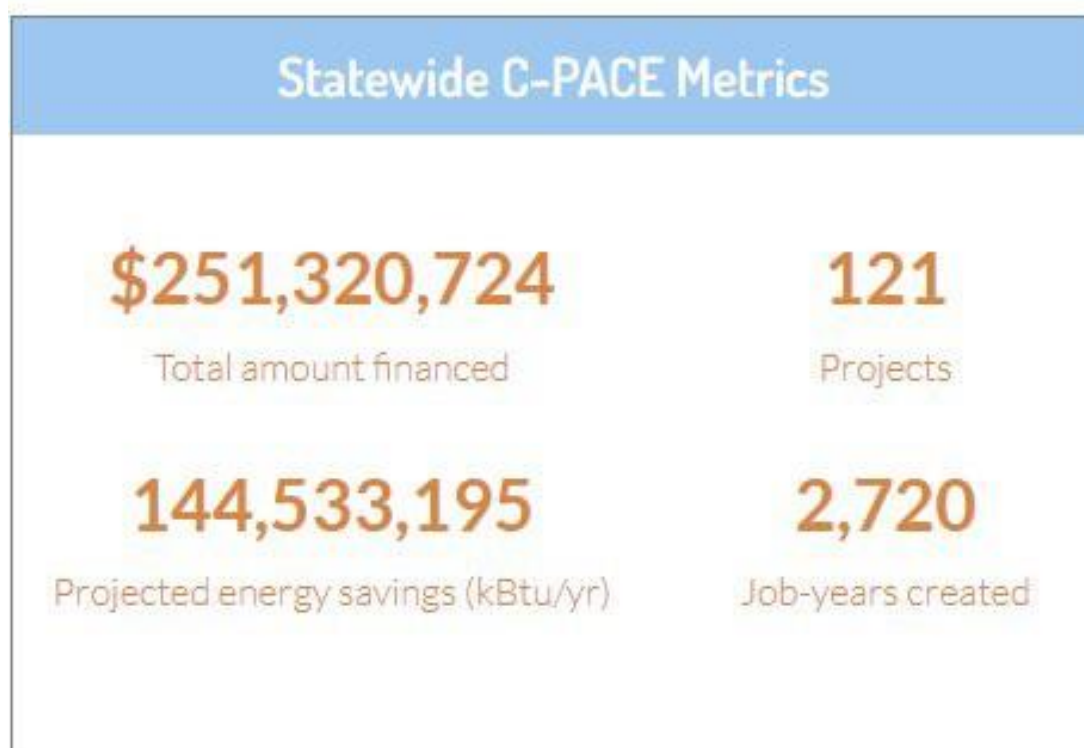 Statewide C-PACE Metrics
$251,320,724
Total amount financed
121
Projects
144,533,195
Projected energy savings (kBtu/yr)
2,720
Job-years created